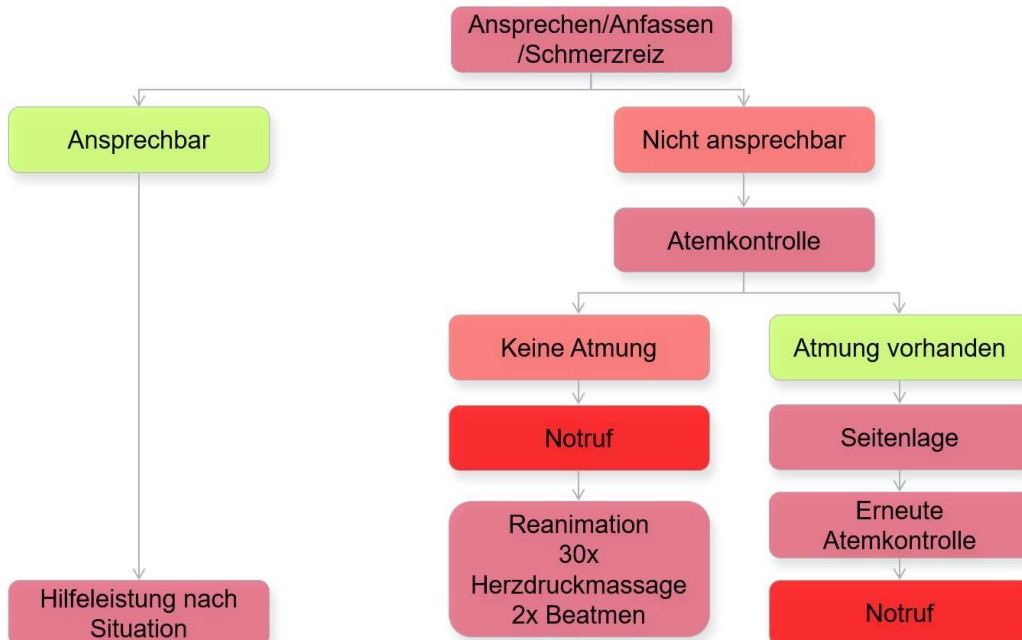 Ansprechen/Anfassen
/Schmerzreiz
Ansprechbar
Nicht ansprechbar
Atemkontrolle
Keine Atmung
Atmung vorhanden
Notruf
Seitenlage
Reanimation
30x
Herzdruckmassage
2x Beatmen
Erneute
Atemkontrolle
Hilfeleistung nach
Situation
Notruf